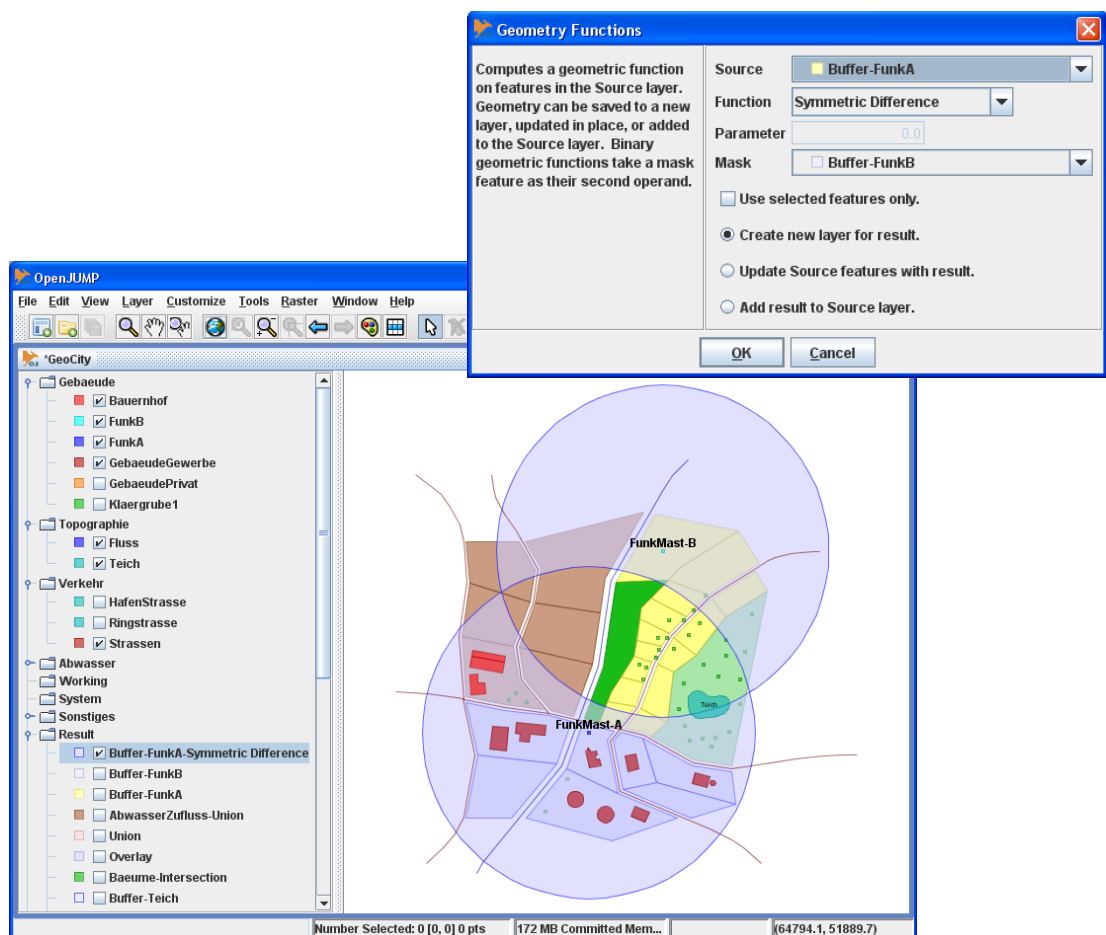 Geometry Functions
Computes a geometric function
on features in the Source layer.
Geometry can be saved to a new
layer, updated in place, or added
to the Source layer. Binary
geometric functions take a mask
feature as their second operand.
Source Buffer-FunkA
Function Symmetric Difference
Parameter 0.0
Mask Buffer-FunkB
Use selected features only.
Create new layer for result.
Update Source features with result.
Add result to Source layer.
OK Cancel
OpenJUMP
File Edit View Layer Customize Tools Raster Window Help
*GeoCity
Gebaeude
Bauernhof
FunkB
FunkA
GebaeudeGewerbe
GebaeudePrivat
Klaergrube1
Topographie
Fluss
Teich
Verkehr
HafenStrasse
Ringstrasse
Strassen
Abwasser
Working
System
Sonstiges
Result
Buffer-FunkA-Symmetric Difference
Buffer-FunkB
Buffer-FunkA
AbwasserZufluss-Union
Union
Overlay
Baeume-Intersection
Buffer-Teich
FunkMast-B
Teich
FunkMast-A
Number Selected: 0 [0, 0] 0 pts 172 MB Committed Mem... (64794.1, 51889.7)